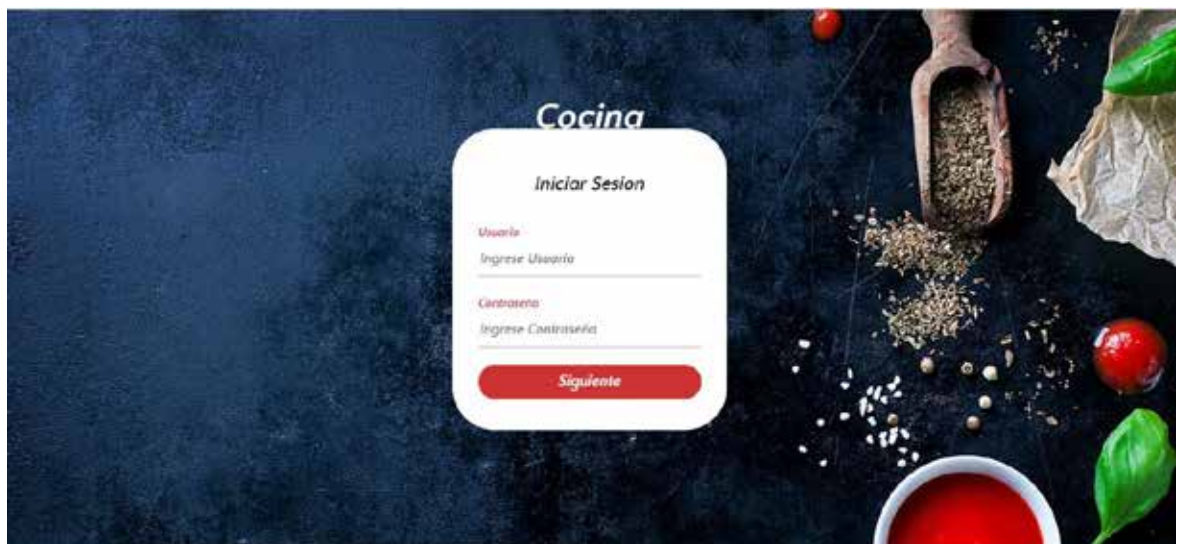 Cocina
Iniciar Sesion
Usuario
Ingrese Usuario
Contraseña
Ingrese Contraseña
Siguiente